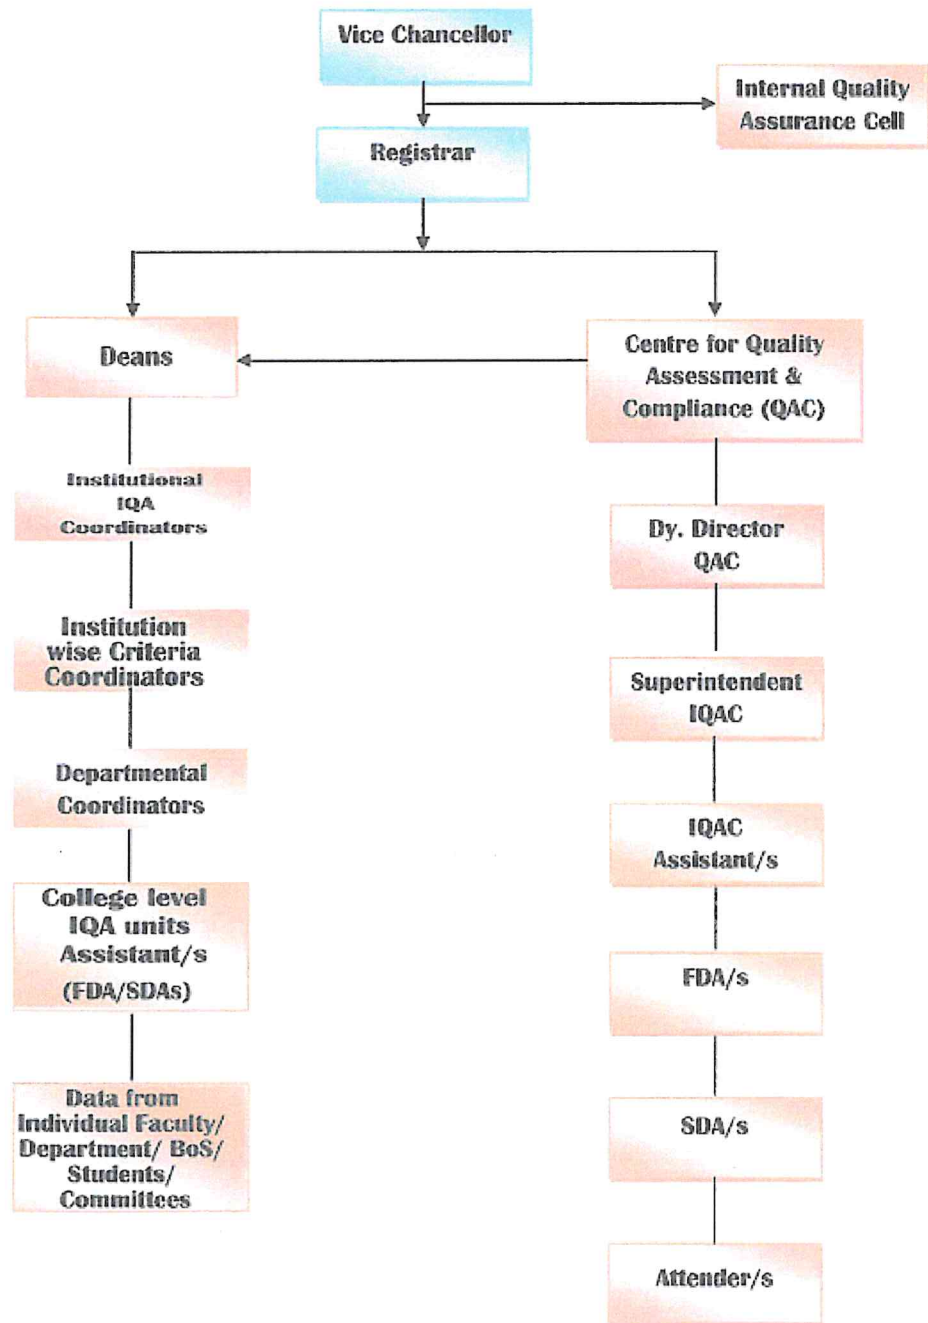 Vice Chancellor
Internal Quality
Assurance Cell
Registrar
Deans
Centre for Quality
Assessment &
Compliance (QAC)
Institutional
IQA
Coordinators
Dy. Director
QAC
Institution
wise Criteria
Coordinators
Superintendent
IQAC
Departmental
Coordinators
IQAC
Assistant/s
College level
IQA units
Assistant/s
(FDA/SDAs)
FDA/s
Data from
Individual Faculty/
Department/ BoS/
Students/
Committees
SDA/s
Attender/s